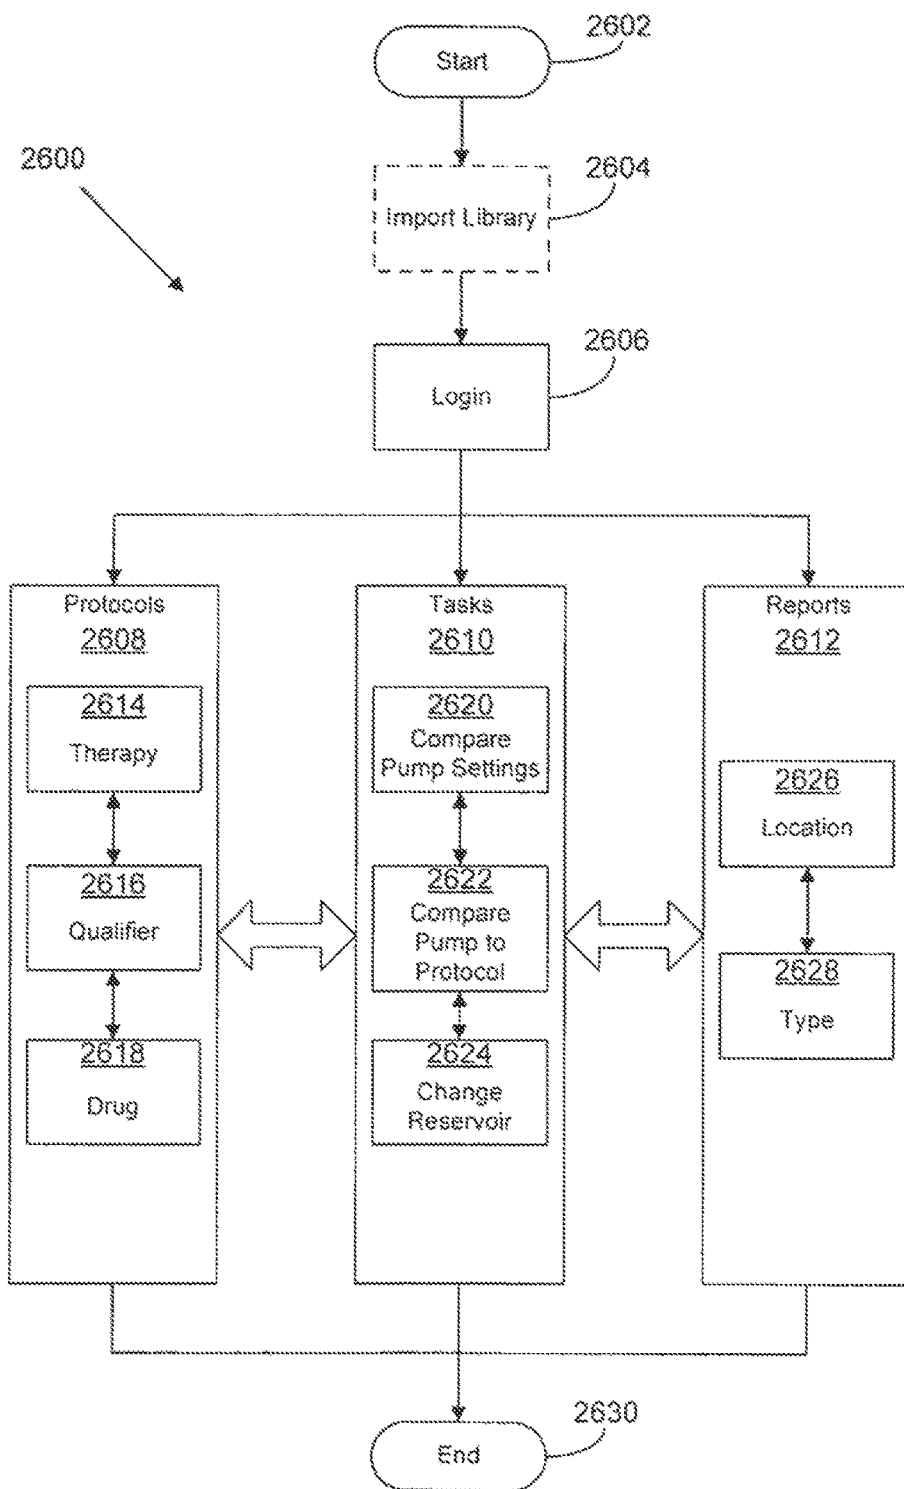 2602
Start
2600
2604
Import Library
2606
Login
Protocols
2608
2614
Therapy
2616
Qualifier
2618
Drug
Tasks
2610
2620
Compare
Pump Settings
2622
Compare
Pump to
Protocol
2624
Change
Reservoir
Reports
2612
2626
Location
2628
Type
2630
End